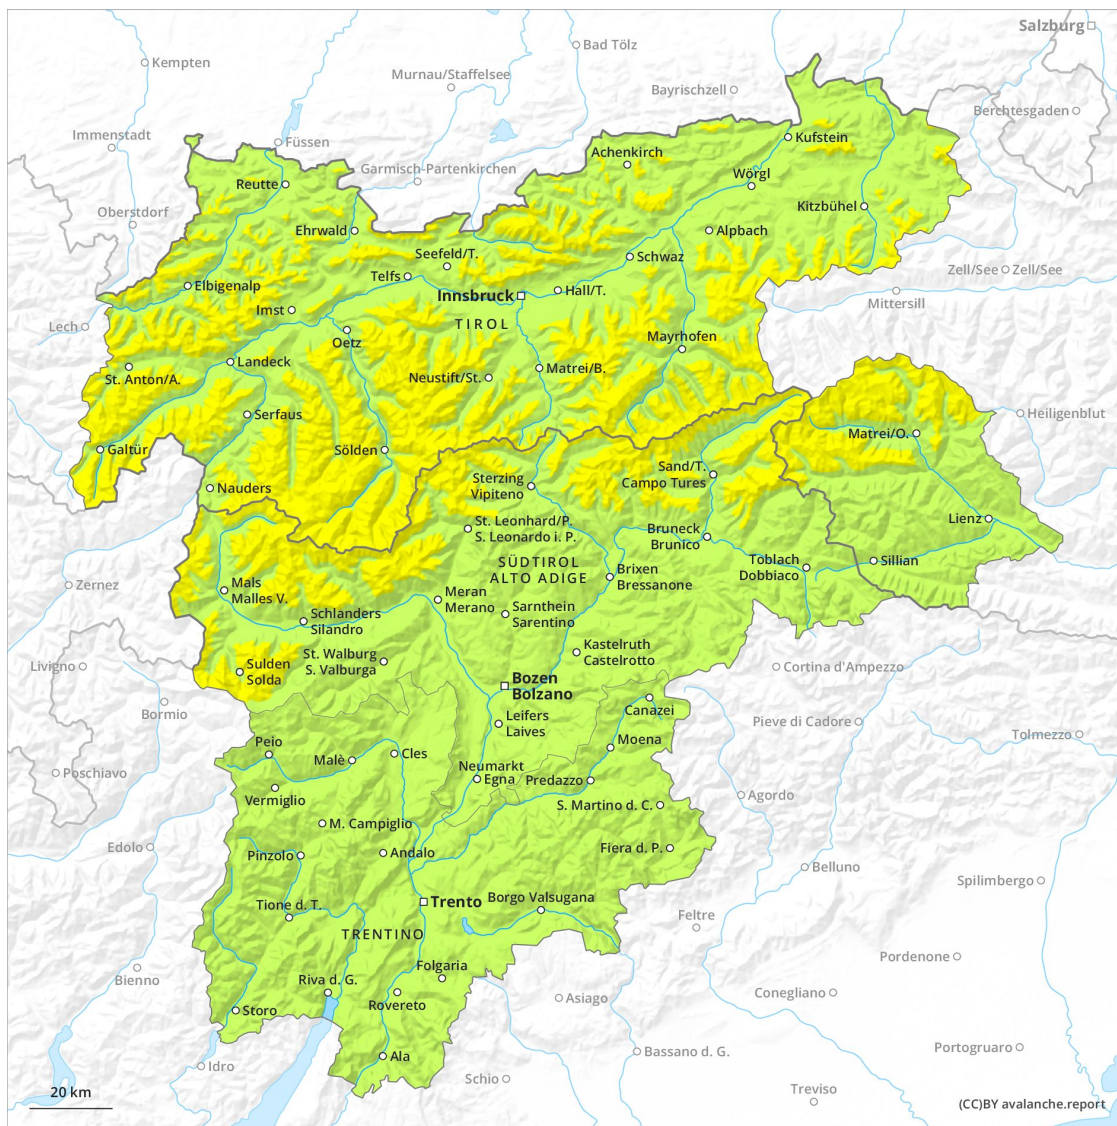 Salzburg
Bad Tölz
Kempten
Murnau/Staffelsee
Bayrischzell
Berchtesgaden
Immenstadt
Füssen
Kufstein
Achenkirch
Garmisch-Partenkirchen
Wörgl
Reutte
Kitzbühel
Oberstdorf
Ehrwald
Alpbach
Seefeld/T.
Schwaz
Zell/See
Zell/See
Telfs
Elbigenalp
Hall/T.
Innsbruck
Mittersill
Imst
TIROL
Lech
Mayrhofen
Oetz
Landeck
Matrei/B.
St. Anton/A.
Neustift/St.
Serfaus
Heiligenblut
Matrei/O.
Galtür
Sölden
Sand/T.
Campo Tures
Sterzing
Vipiteno
Nauders
Lienz
St. Leonhard/P.
S. Leonardo i. P.
Bruneck
Brunico
Toblach
Dobbiaco
Sillian
SÜDTIROL
ALTO ADIGE
Brixen
Bressanone
Zernez
Mals
Malles V.
Meran
Merano
Schlanders
Silandro
Sarnthein
Sarentino
Kastelruth
Castelrotto
St. Walburg
S. Valburga
Livigno
Sulden
Solda
Cortina d'Ampezzo
Bozen
Bolzano
Canazei
Bormio
Leifers
Laives
Pieve di Cadore
Tolmezzo
Peio
Moena
Cles
Malè
Neumarkt
Egna
Poschiavo
Predazzo
Vermiglio
Agordo
S. Martino d. C.
M. Campiglio
Edolo
Pinzolo
Andalo
Fiera d. P.
Belluno
Spilimbergo
Trento
Borgo Valsugana
Tione d. T.
Feltre
TRENTINO
Pordenone
Folgaria
Bienno
Riva d. G.
Rovereto
Asiago
Conegliano
Storo
Portogruaro
Bassano d. G.
Ala
Idro
Schio
Treviso
20 km
(CC)BY avalanche.report